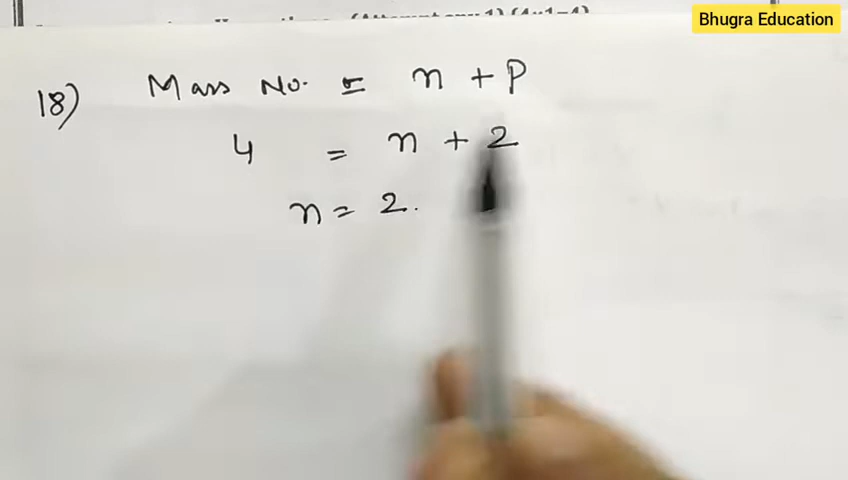 Bhugra Education
18) Mass No. = n + P
4 = n + 2
n = 2.